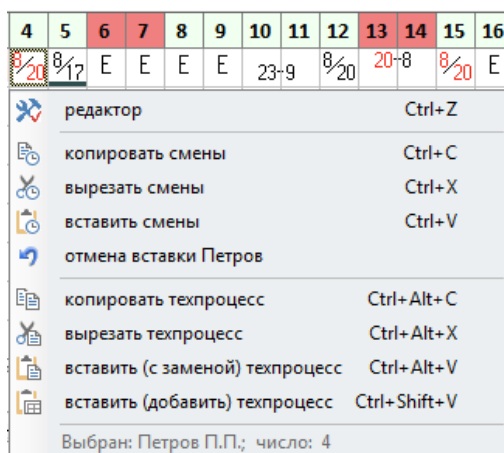 4 5 6 7 8 9 10 11 12 13 14 15 16
8/20 8/17 E E E E 23-9 8/20 20-8 8/20 E
редактор Ctrl+Z
копировать смены Ctrl+C
вырезать смены Ctrl+X
вставить смены Ctrl+V
отмена вставки Петров
копировать техпроцесс Ctrl+Alt+C
вырезать техпроцесс Ctrl+Alt+X
вставить (с заменой) техпроцесс Ctrl+Alt+V
вставить (добавить) техпроцесс Ctrl+Shift+V
Выбран: Петров П.П.; число: 4